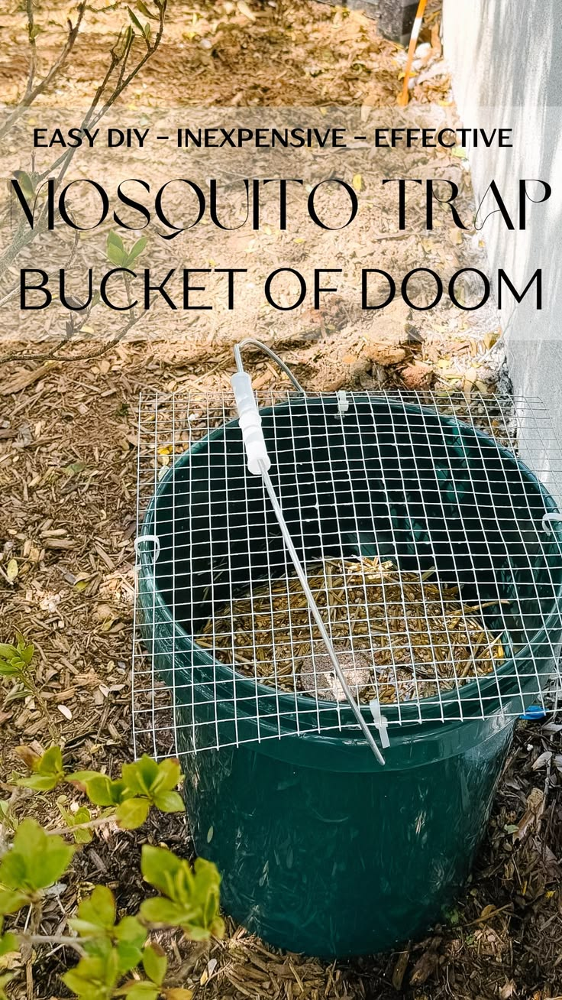 EASY DIY – INEXPENSIVE – EFFECTIVE
MOSQUITO TRAP
BUCKET OF DOOM